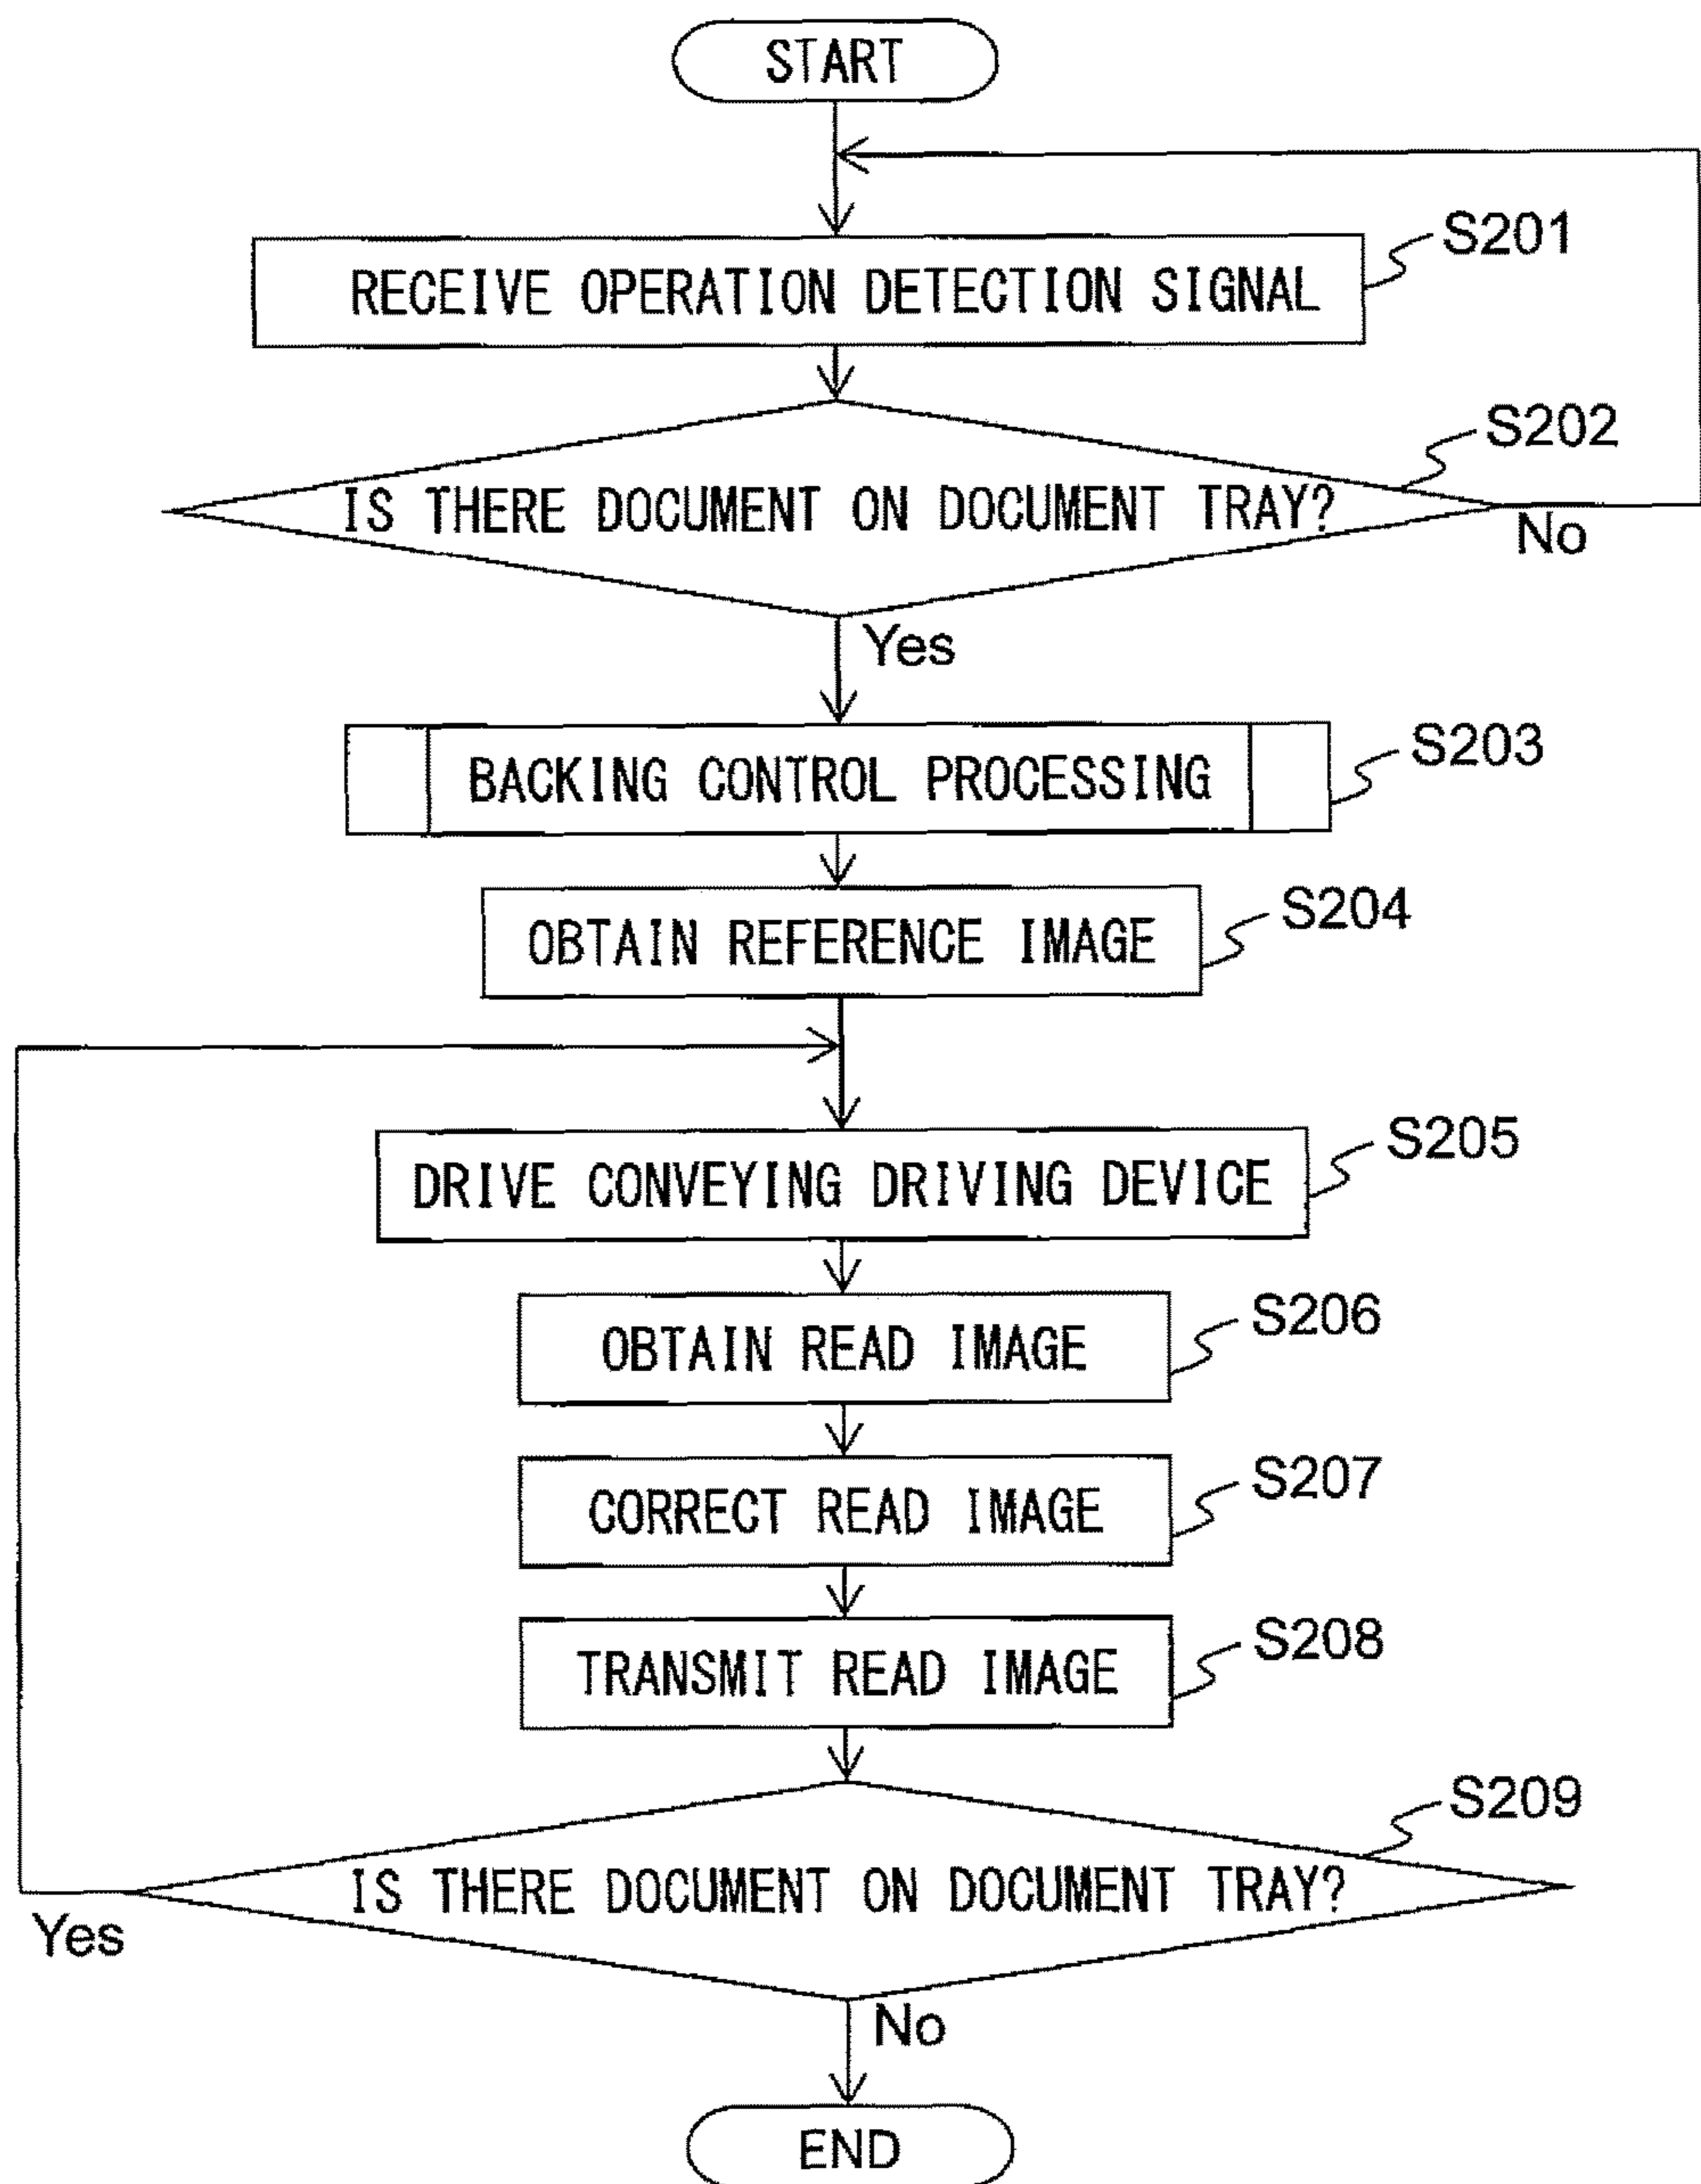 START
RECEIVE OPERATION DETECTION SIGNAL
S201
IS THERE DOCUMENT ON DOCUMENT TRAY?
S202
No
Yes
BACKING CONTROL PROCESSING
S203
OBTAIN REFERENCE IMAGE
S204
DRIVE CONVEYING DRIVING DEVICE
S205
OBTAIN READ IMAGE
S206
CORRECT READ IMAGE
S207
TRANSMIT READ IMAGE
S208
IS THERE DOCUMENT ON DOCUMENT TRAY?
S209
Yes
No
END